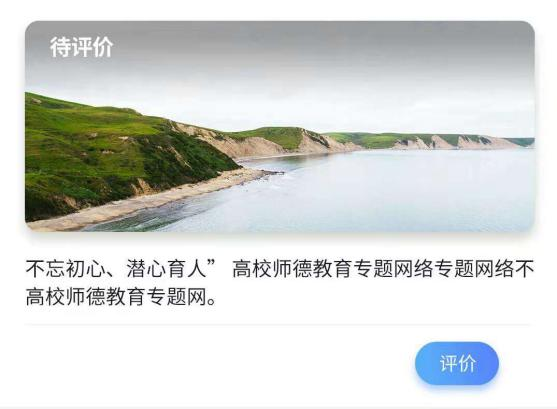 待评价
不忘初心、潜心育人” 高校师德教育专题网络专题网络不
高校师德教育专题网。
评价